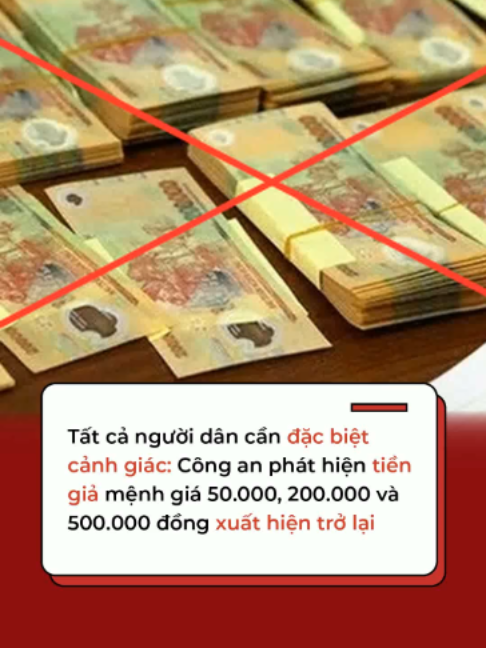 Tất cả người dân cần đặc biệt
cảnh giác: Công an phát hiện tiền
giả mệnh giá 50.000, 200.000 và
500.000 đồng xuất hiện trở lại